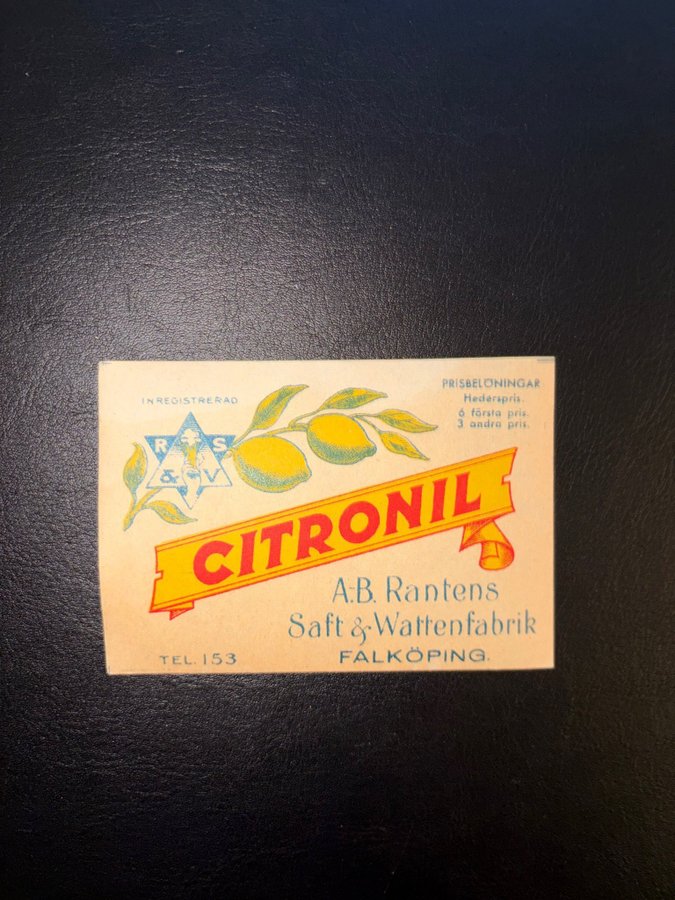 INREGISTRERAD
R S
& V
PRISBELÖNINGAR
Hederspris.
6 första pris.
3 andra pris.
CITRONIL
A.-B. Rantens
Saft & Wattenfabrik
FALKÖPING.
TEL. 153